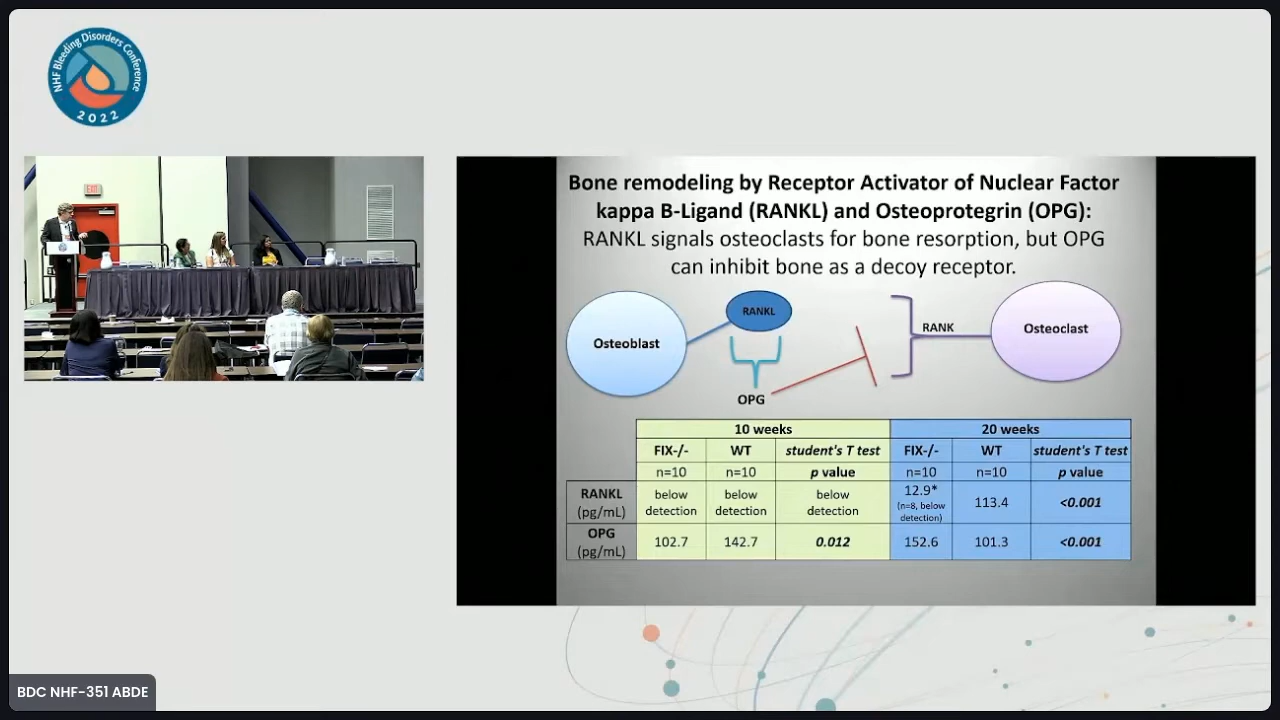 NHF Bleeding Disorders Conference
2022
EXIT
Bone remodeling by Receptor Activator of Nuclear Factor
kappa B-Ligand (RANKL) and Osteoprotegrin (OPG):
RANKL signals osteoclasts for bone resorption, but OPG
can inhibit bone as a decoy receptor.
Osteoblast
RANKL
OPG
RANK
Osteoclast
10 weeks 20 weeks
FIX-/- WT student's T test FIX-/- WT student's T test
n=10 n=10 p value n=10 n=10 p value
RANKL (pg/mL) below detection below detection below detection 12.9* (n=8, below detection) 113.4 <0.001
OPG (pg/mL) 102.7 142.7 0.012 152.6 101.3 <0.001
BDC NHF-351 ABDE